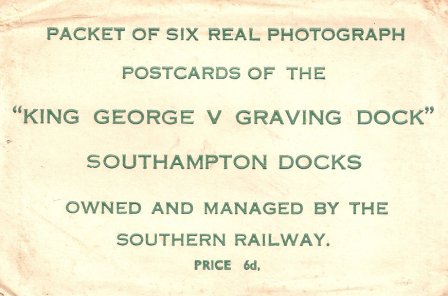 PACKET OF SIX REAL PHOTOGRAPH
POSTCARDS OF THE
“KING GEORGE V GRAVING DOCK”
SOUTHAMPTON DOCKS
OWNED AND MANAGED BY THE
SOUTHERN RAILWAY.
PRICE 6d,